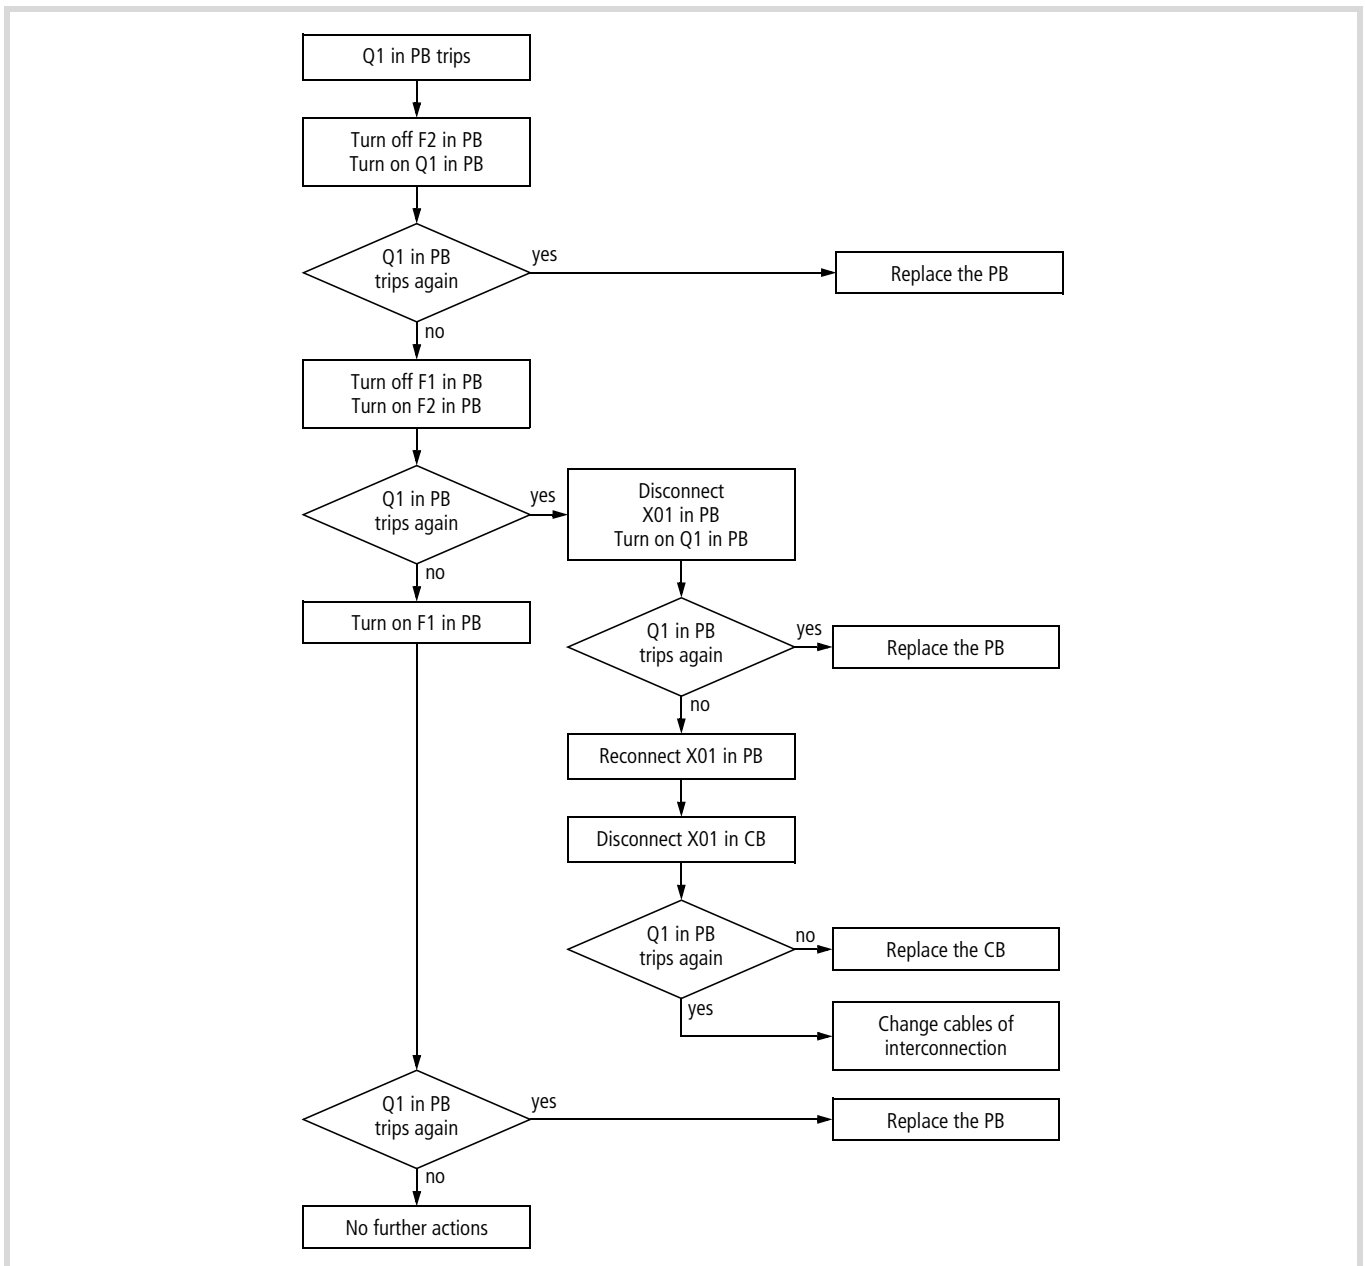 Q1 in PB trips
Turn off F2 in PB
Turn on Q1 in PB
Q1 in PB
trips again
yes
Replace the PB
no
Turn off F1 in PB
Turn on F2 in PB
Q1 in PB
trips again
yes
Disconnect
X01 in PB
Turn on Q1 in PB
no
Turn on F1 in PB
Q1 in PB
trips again
yes
Replace the PB
no
Reconnect X01 in PB
Disconnect X01 in CB
Q1 in PB
trips again
no
Replace the CB
yes
Change cables of
interconnection
Q1 in PB
trips again
yes
Replace the PB
no
No further actions